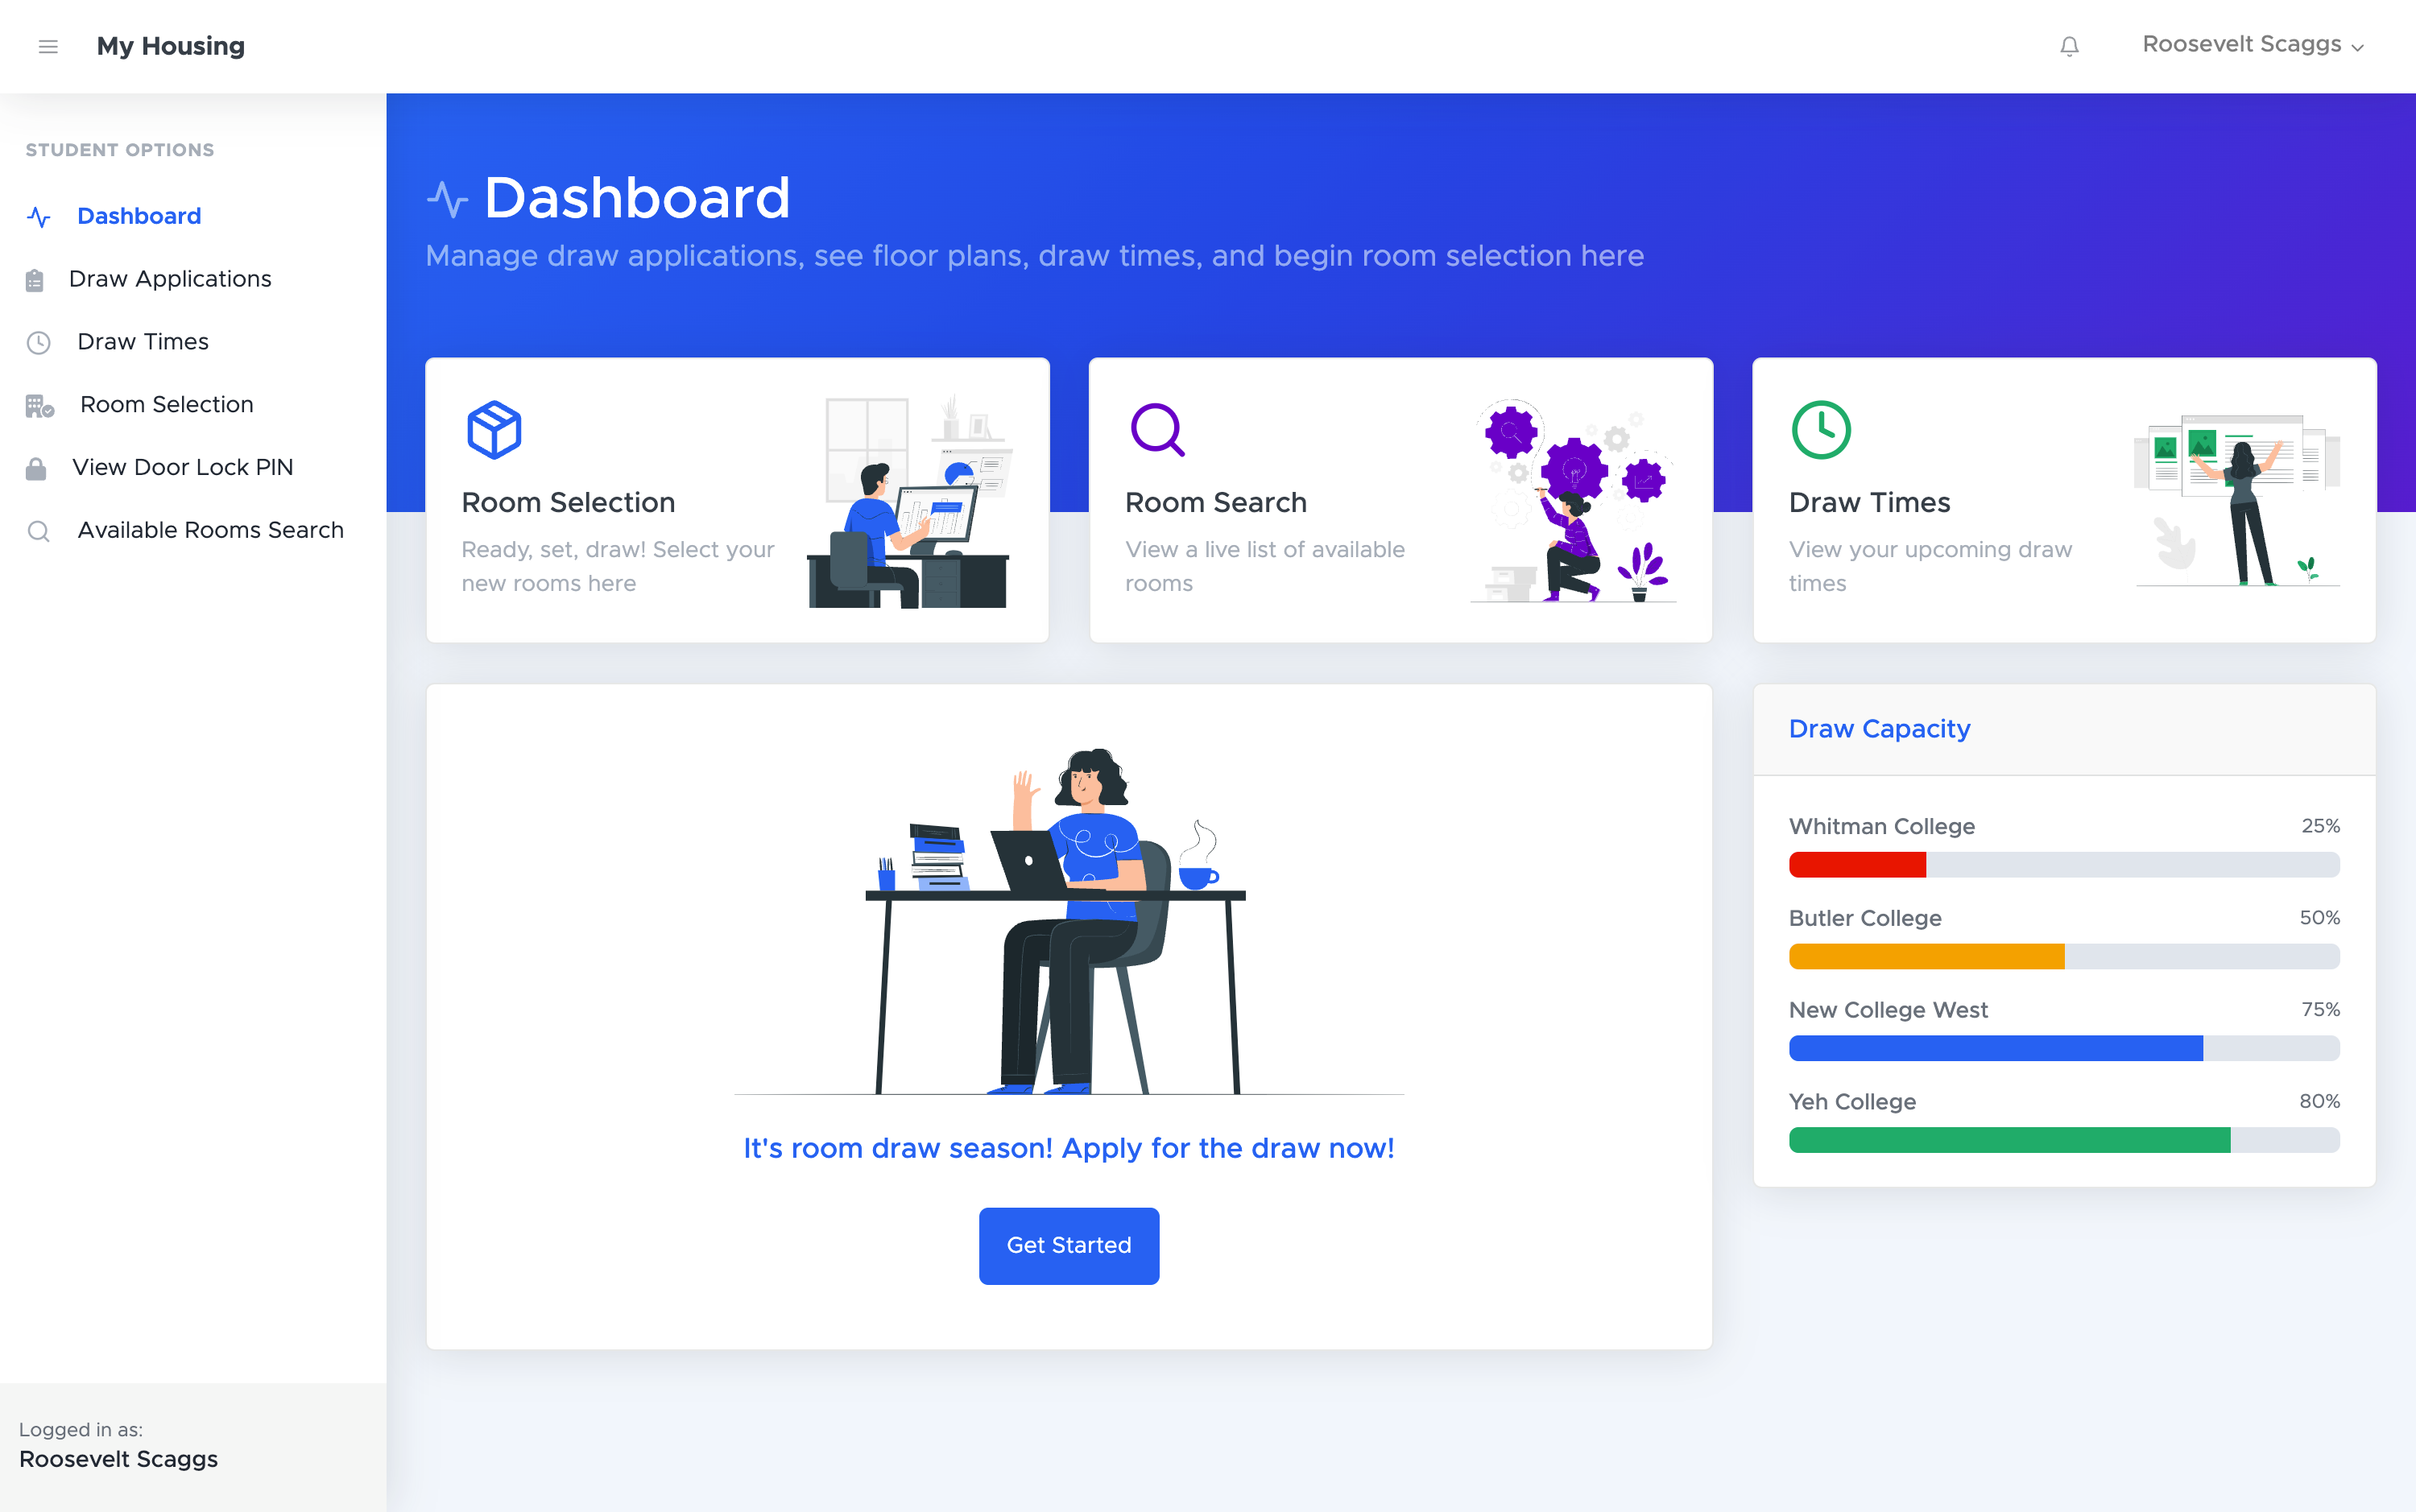 My Housing
Roosevelt Scaggs
STUDENT OPTIONS
Dashboard
Draw Applications
Draw Times
Room Selection
View Door Lock PIN
Available Rooms Search
Logged in as:
Roosevelt Scaggs
Dashboard
Manage draw applications, see floor plans, draw times, and begin room selection here
Room Selection
Ready, set, draw! Select your
new rooms here
Room Search
View a live list of available
rooms
Draw Times
View your upcoming draw
times
It's room draw season! Apply for the draw now!
Get Started
Draw Capacity
Whitman College 25%
Butler College 50%
New College West 75%
Yeh College 80%